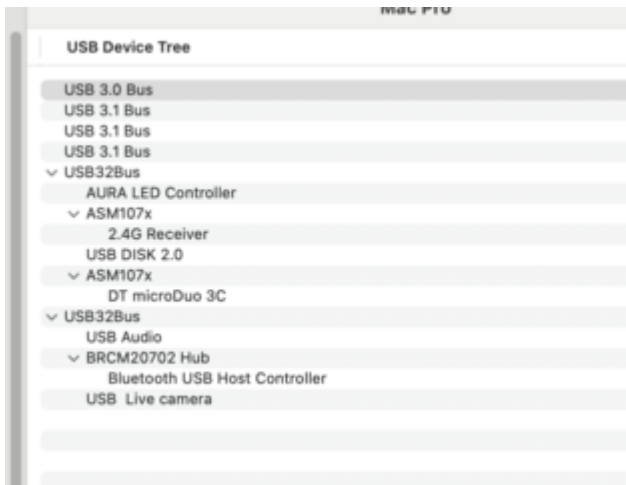 Mac Pro
USB Device Tree
USB 3.0 Bus
USB 3.1 Bus
USB 3.1 Bus
USB 3.1 Bus
USB32Bus
AURA LED Controller
ASM107x
2.4G Receiver
USB DISK 2.0
ASM107x
DT microDuo 3C
USB32Bus
USB Audio
BRCM20702 Hub
Bluetooth USB Host Controller
USB  Live camera